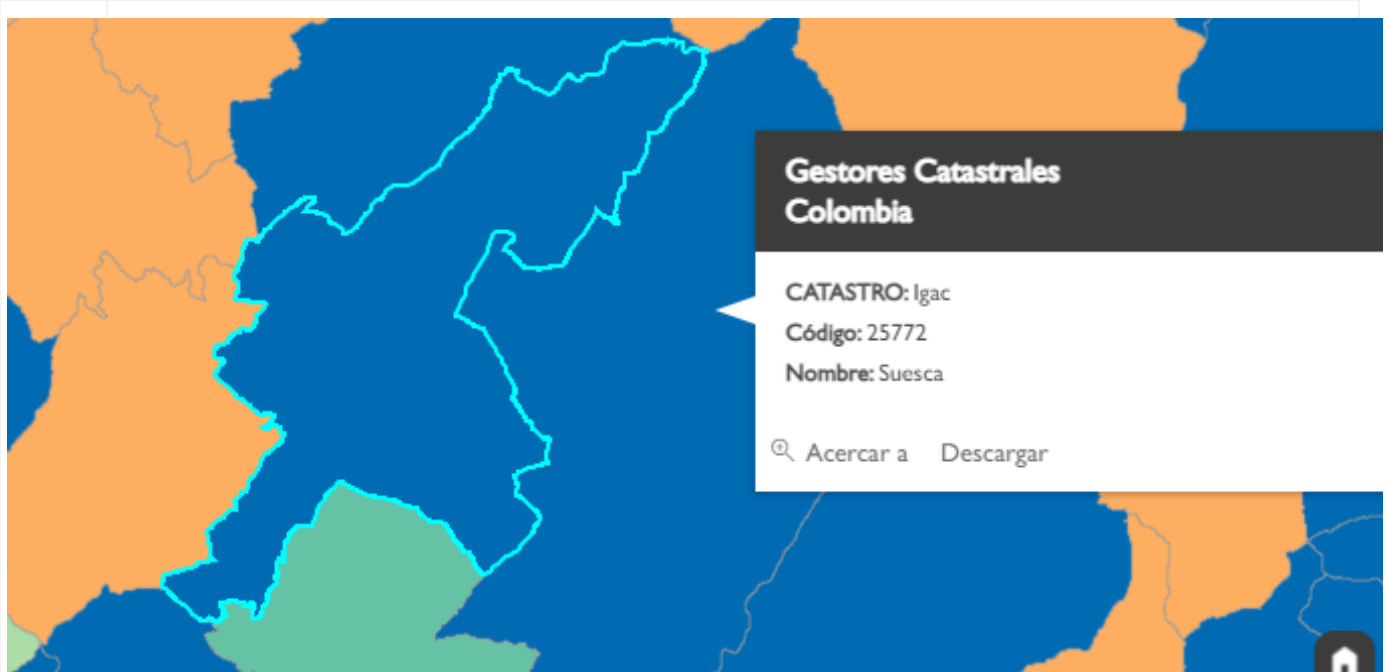 Gestores Catastrales
Colombia
CATASTRO: Igac
Código: 25772
Nombre: Suesca
Acercar a Descargar